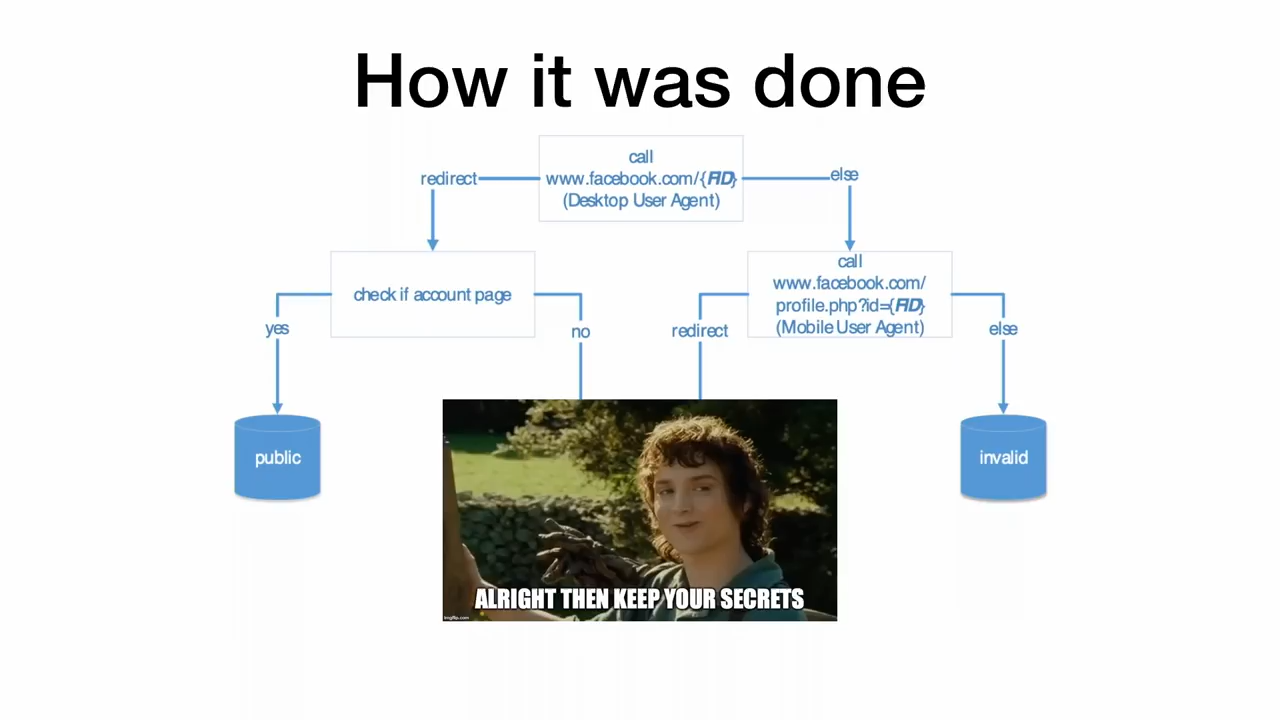 How it was done
call
www.facebook.com/{FID}
(Desktop User Agent)
redirect
else
check if account page
call
www.facebook.com/
profile.php?id={FID}
(Mobile User Agent)
yes
no
redirect
else
public
invalid
ALRIGHT THEN KEEP YOUR SECRETS
imgflip.com